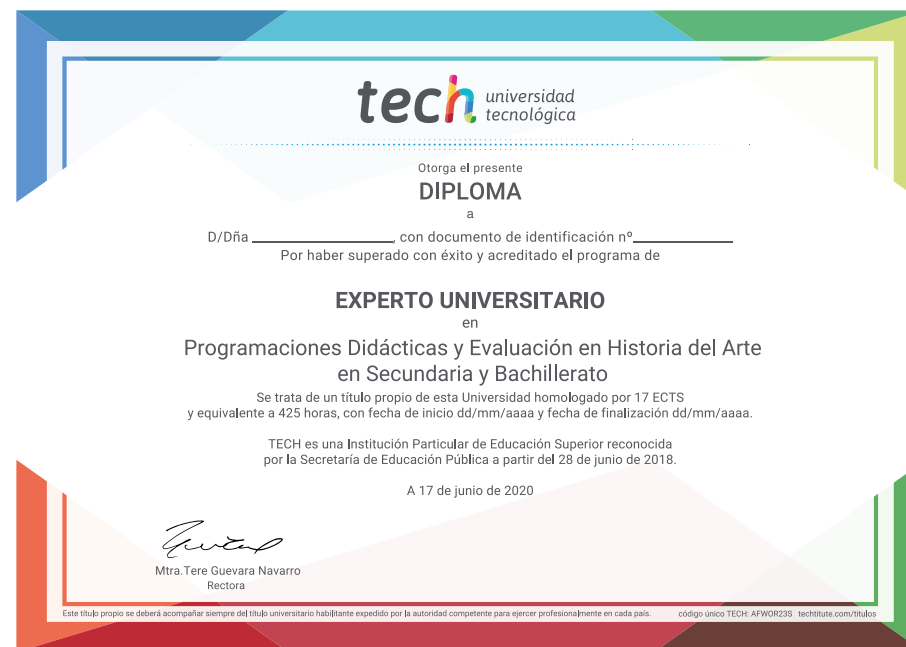 tech universidad
tecnológica
Otorga el presente
DIPLOMA
a
D/Dña ____________________, con documento de identificación nº______________
Por haber superado con éxito y acreditado el programa de
EXPERTO UNIVERSITARIO
en
Programaciones Didácticas y Evaluación en Historia del Arte
en Secundaria y Bachillerato
Se trata de un título propio de esta Universidad homologado por 17 ECTS
y equivalente a 425 horas, con fecha de inicio dd/mm/aaaa y fecha de finalización dd/mm/aaaa.
TECH es una Institución Particular de Educación Superior reconocida
por la Secretaría de Educación Pública a partir del 28 de junio de 2018.
A 17 de junio de 2020
Mtra.Tere Guevara Navarro
Rectora
Este título propio se deberá acompañar siempre del título universitario habilitante expedido por la autoridad competente para ejercer profesionalmente en cada país. código único TECH: AFWOR23S techtitute.com/titulos